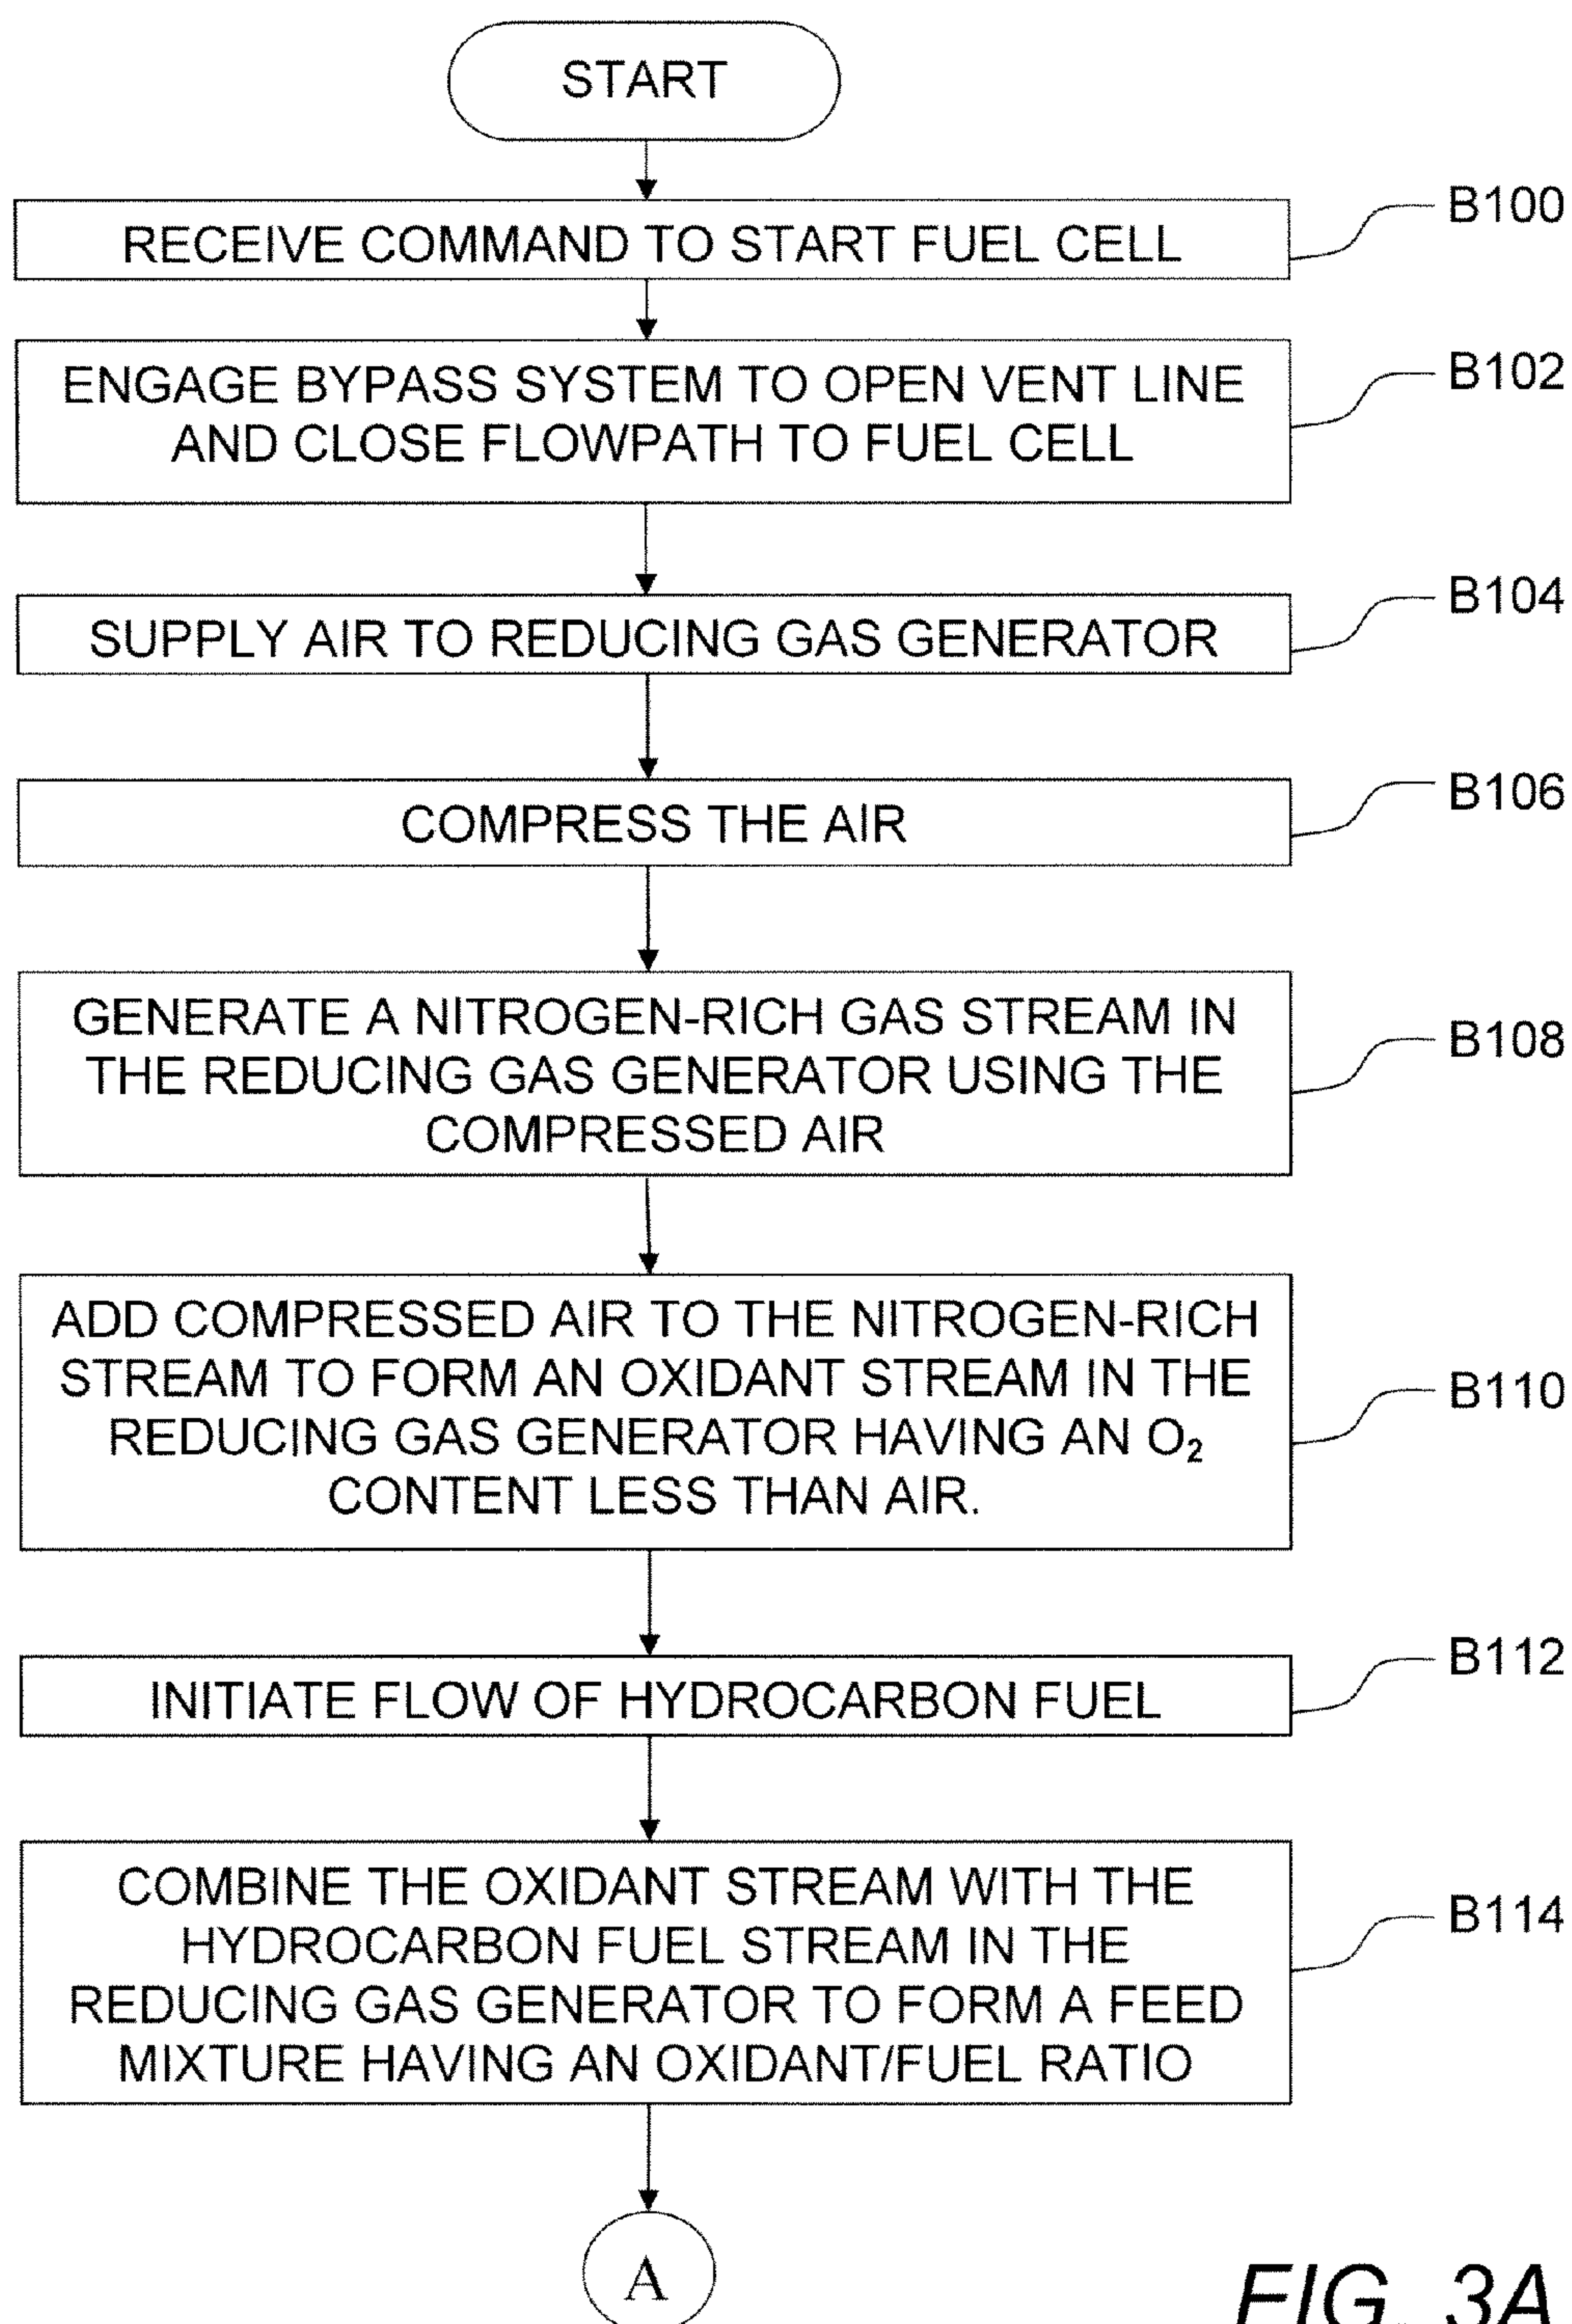 START
RECEIVE COMMAND TO START FUEL CELL
B100
ENGAGE BYPASS SYSTEM TO OPEN VENT LINE
AND CLOSE FLOWPATH TO FUEL CELL
B102
SUPPLY AIR TO REDUCING GAS GENERATOR
B104
COMPRESS THE AIR
B106
GENERATE A NITROGEN-RICH GAS STREAM IN
THE REDUCING GAS GENERATOR USING THE
COMPRESSED AIR
B108
ADD COMPRESSED AIR TO THE NITROGEN-RICH
STREAM TO FORM AN OXIDANT STREAM IN THE
REDUCING GAS GENERATOR HAVING AN O₂
CONTENT LESS THAN AIR.
B110
INITIATE FLOW OF HYDROCARBON FUEL
B112
COMBINE THE OXIDANT STREAM WITH THE
HYDROCARBON FUEL STREAM IN THE
REDUCING GAS GENERATOR TO FORM A FEED
MIXTURE HAVING AN OXIDANT/FUEL RATIO
B114
A
FIG. 3A